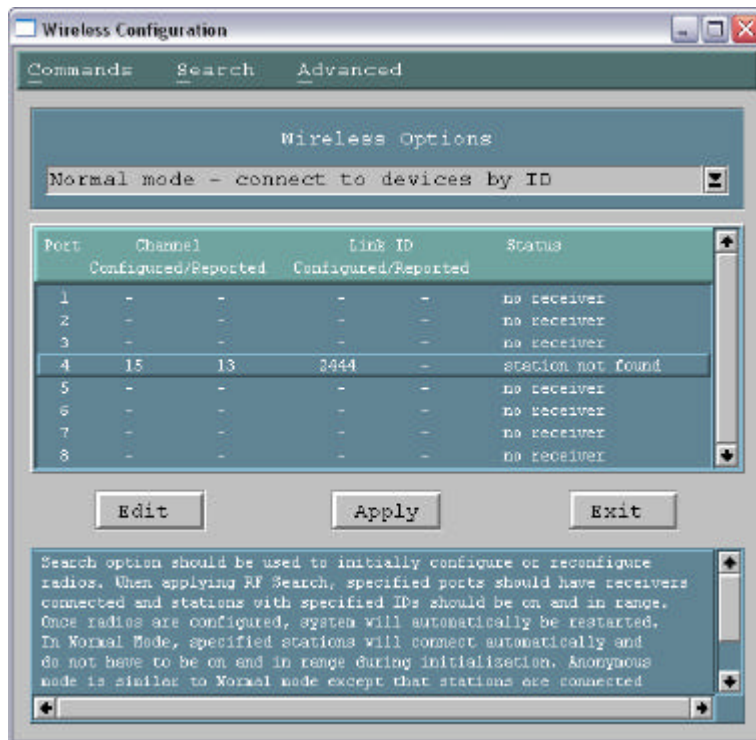 Wireless Configuration
Commands Search Advanced
Wireless Options
Normal mode - connect to devices by ID
Port Channel Link ID Status
Configured/Reported Configured/Reported
1 - - - - no receiver
2 - - - - no receiver
3 - - - - no receiver
4 15 13 2444 - station not found
5 - - - - no receiver
6 - - - - no receiver
7 - - - - no receiver
8 - - - - no receiver
Edit Apply Exit
Search option should be used to initially configure or reconfigure
radios. When applying RF Search, specified ports should have receivers
connected and stations with specified IDs should be on and in range.
Once radios are configured, system will automatically be restarted.
In Normal Mode, specified stations will connect automatically and
do not have to be on and in range during initialization. Anonymous
mode is similar to Normal mode except that stations are connected